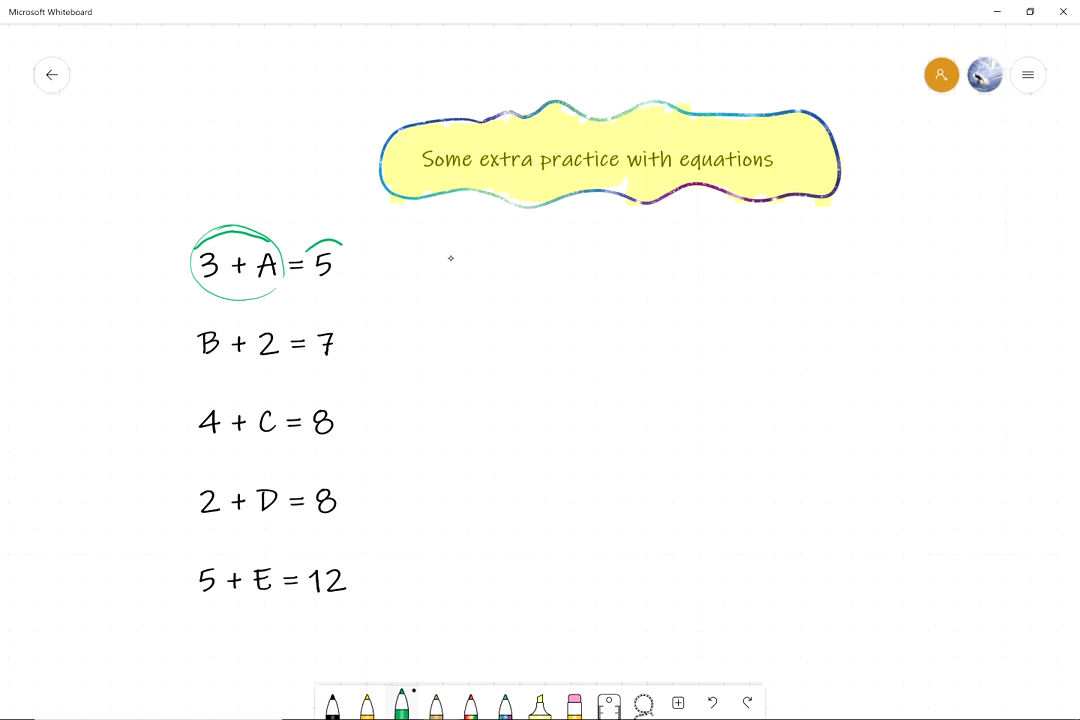 Microsoft Whiteboard
Some extra practice with equations
3 + A = 5
B + 2 = 7
4 + C = 8
2 + D = 8
5 + E = 12